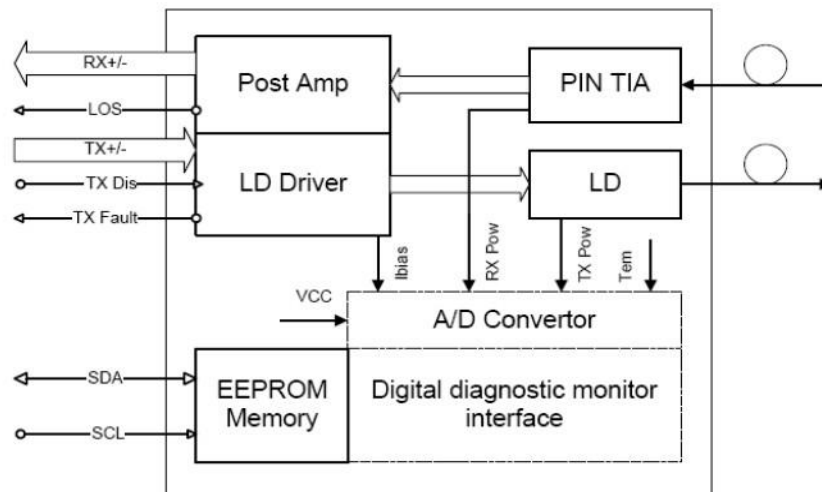 RX+/-
Post Amp
PIN TIA
LOS
TX+/-
LD Driver
LD
TX Dis
TX Fault
Ibias
RX Pow
TX Pow
Tem
VCC
A/D Convertor
SDA
EEPROM
Memory
Digital diagnostic monitor
interface
SCL